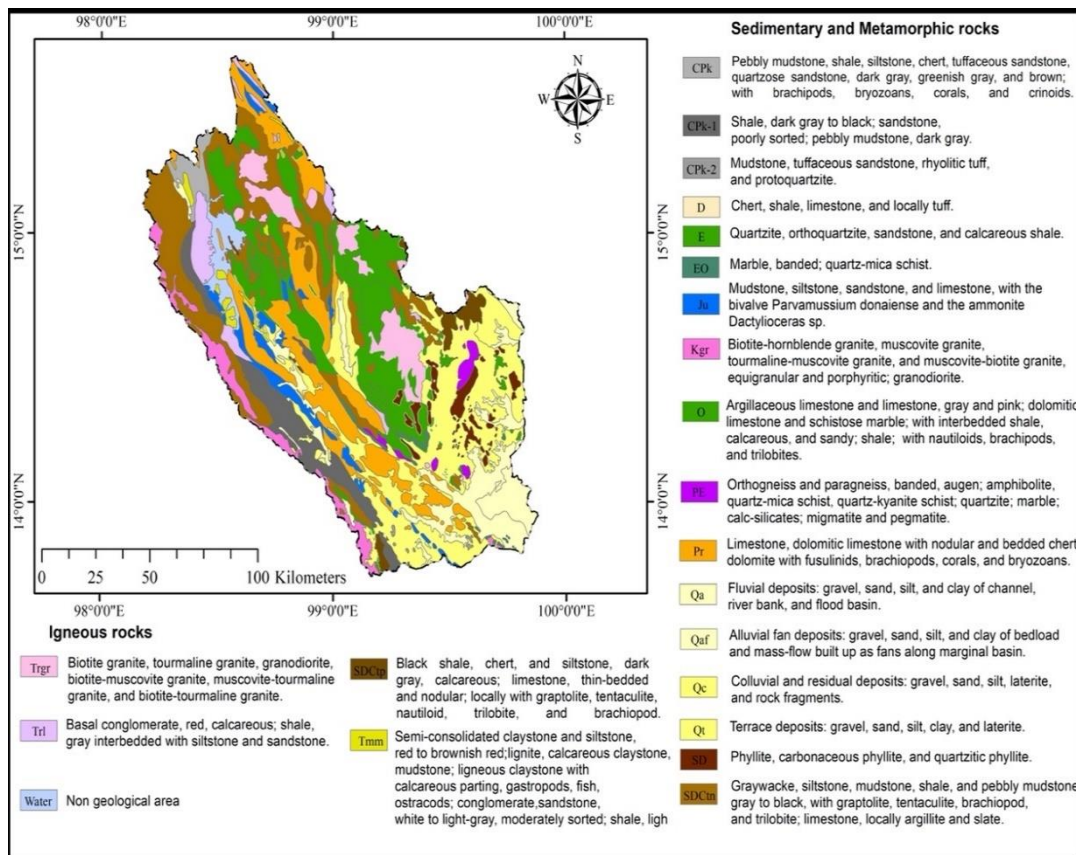 98°0'0"E 99°0'0"E 100°0'0"E
N
W E
S
15°0'0"N 15°0'0"N
14°0'0"N 14°0'0"N
0 25 50 100 Kilometers
98°0'0"E 99°0'0"E 100°0'0"E
Igneous rocks
Trgr Biotite granite, tourmaline granite, granodiorite,
biotite-muscovite granite, muscovite-tourmaline
granite, and biotite-tourmaline granite.
Trl Basal conglomerate, red, calcareous; shale,
gray interbedded with siltstone and sandstone.
Water Non geological area
SDCtp Black shale, chert, and siltstone, dark
gray, calcareous; limestone, thin-bedded
and nodular; locally with graptolite, tentaculite,
nautiloid, trilobite, and brachiopod.
Tmm Semi-consolidated claystone and siltstone,
red to brownish red;lignite, calcareous claystone,
mudstone; ligneous claystone with
calcareous parting, gastropods, fish,
ostracods; conglomerate,sandstone,
white to light-gray, moderately sorted; shale, ligh
Sedimentary and Metamorphic rocks
CPk Pebbly mudstone, shale, siltstone, chert, tuffaceous sandstone,
quartzose sandstone, dark gray, greenish gray, and brown;
with brachipods, bryozoans, corals, and crinoids.
CPk-1 Shale, dark gray to black; sandstone,
poorly sorted; pebbly mudstone, dark gray.
CPk-2 Mudstone, tuffaceous sandstone, rhyolitic tuff,
and protoquartzite.
D Chert, shale, limestone, and locally tuff.
E Quartzite, orthoquartzite, sandstone, and calcareous shale.
EO Marble, banded; quartz-mica schist.
Ju Mudstone, siltstone, sandstone, and limestone, with the
bivalve Parvamussium donaiense and the ammonite
Dactylioceras sp.
Kgr Biotite-hornblende granite, muscovite granite,
tourmaline-muscovite granite, and muscovite-biotite granite,
equigranular and porphyritic; granodiorite.
O Argillaceous limestone and limestone, gray and pink; dolomitic
limestone and schistose marble; with interbedded shale,
calcareous, and sandy; shale; with nautiloids, brachipods,
and trilobites.
PE Orthogneiss and paragneiss, banded, augen; amphibolite,
quartz-mica schist, quartz-kyanite schist; quartzite; marble;
calc-silicates; migmatite and pegmatite.
Pr Limestone, dolomitic limestone with nodular and bedded chert
dolomite with fusulinids, brachiopods, corals, and bryozoans.
Qa Fluvial deposits: gravel, sand, silt, and clay of channel,
river bank, and flood basin.
Qaf Alluvial fan deposits: gravel, sand, silt, and clay of bedload
and mass-flow built up as fans along marginal basin.
Qc Colluvial and residual deposits: gravel, sand, silt, laterite,
and rock fragments.
Qt Terrace deposits: gravel, sand, silt, clay, and laterite.
SD Phyllite, carbonaceous phyllite, and quartzitic phyllite.
SDCtn Graywacke, siltstone, mudstone, shale, and pebbly mudstone
gray to black, with graptolite, tentaculite, brachiopod,
and trilobite; limestone, locally argillite and slate.